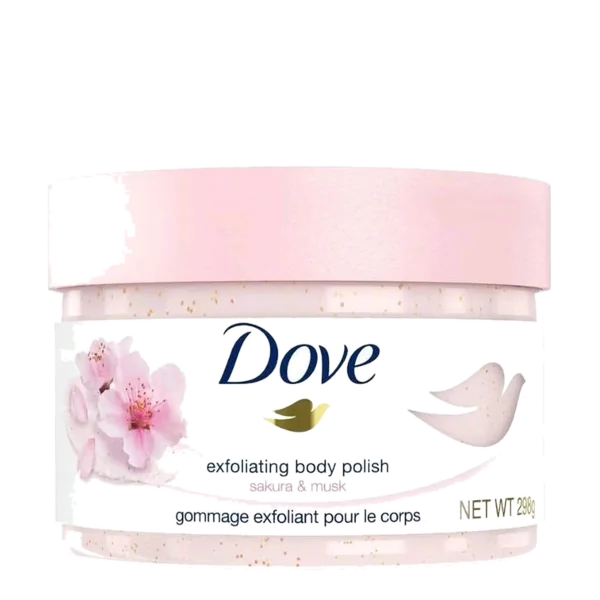 Dove
exfoliating body polish
sakura & musk
gommage exfoliant pour le corps
NET WT 298g